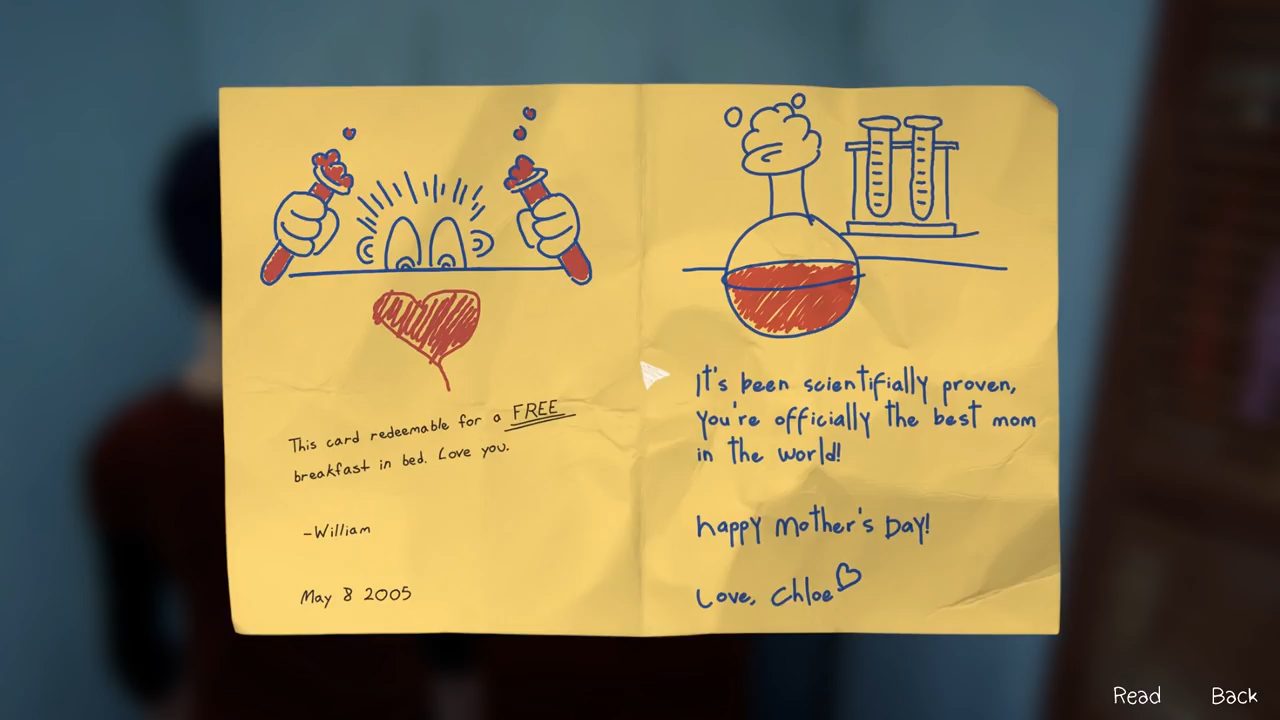 This card redeemable for a FREE
breakfast in bed. Love you.
-William
May 8 2005
It's been scientifially proven,
you're officially the best mom
in the world!
happy Mother's Day!
Love, Chloe
Read Back